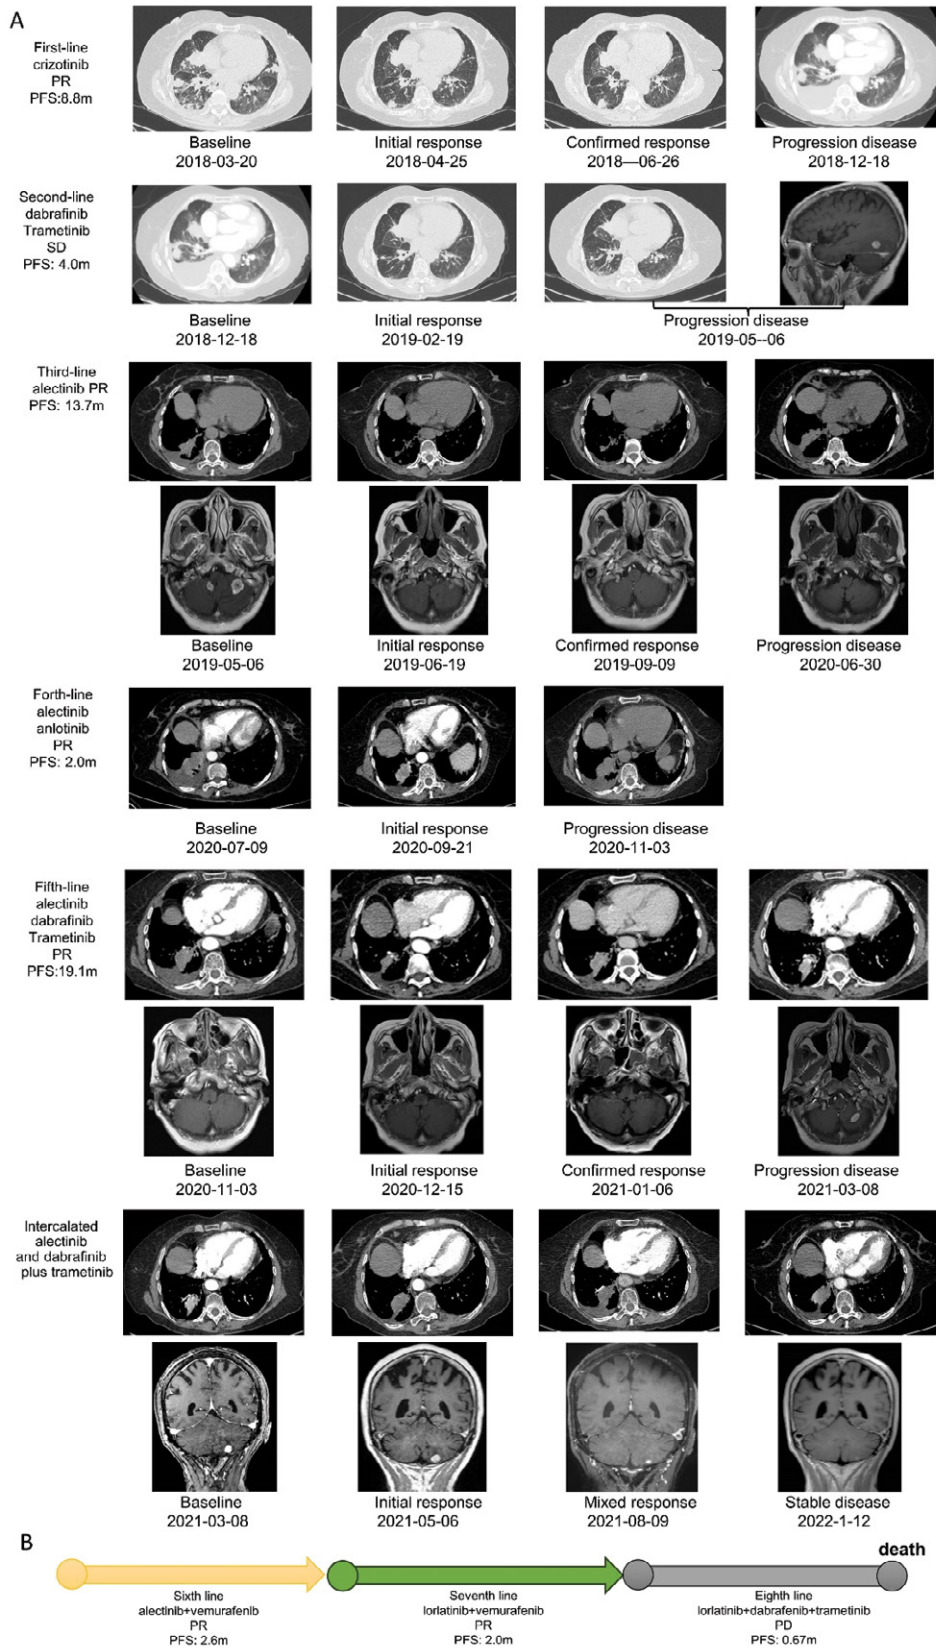 A
First-line
crizotinib
PR
PFS:8.8m
Baseline
2018-03-20
Initial response
2018-04-25
Confirmed response
2018—06-26
Progression disease
2018-12-18
Second-line
dabrafinib
Trametinib
SD
PFS: 4.0m
Baseline
2018-12-18
Initial response
2019-02-19
Progression disease
2019-05--06
Third-line
alectinib PR
PFS: 13.7m
Baseline
2019-05-06
Initial response
2019-06-19
Confirmed response
2019-09-09
Progression disease
2020-06-30
Forth-line
alectinib
anlotinib
PR
PFS: 2.0m
Baseline
2020-07-09
Initial response
2020-09-21
Progression disease
2020-11-03
Fifth-line
alectinib
dabrafinib
Trametinib
PR
PFS:19.1m
Baseline
2020-11-03
Initial response
2020-12-15
Confirmed response
2021-01-06
Progression disease
2021-03-08
Intercalated
alectinib
and dabrafinib
plus trametinib
Baseline
2021-03-08
Initial response
2021-05-06
Mixed response
2021-08-09
Stable disease
2022-1-12
B
death
Sixth line
alectinib+vemurafenib
PR
PFS: 2.6m
Seventh line
lorlatinib+vemurafenib
PR
PFS: 2.0m
Eighth line
lorlatinib+dabrafenib+trametinib
PD
PFS: 0.67m